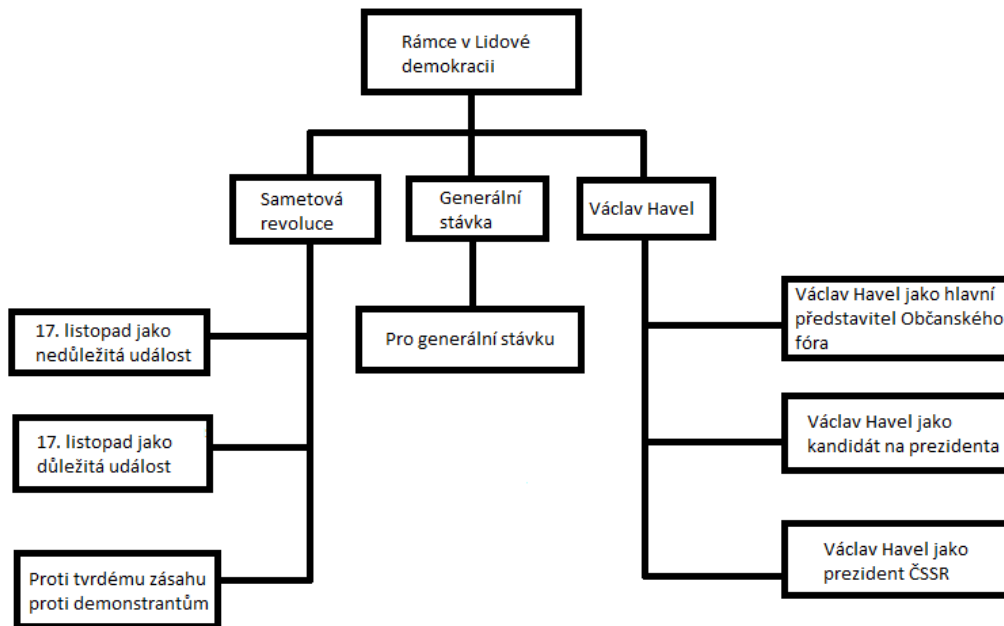 Rámce v Lidové
demokracii
Sametová
revoluce
Generální
stávka
Václav Havel
17. listopad jako
nedůležitá událost
Pro generální stávku
Václav Havel jako hlavní
představitel Občanského
fóra
17. listopad jako
důležitá událost
Václav Havel jako
kandidát na prezidenta
Proti tvrdému zásahu
proti demonstrantům
Václav Havel jako
prezident ČSSR